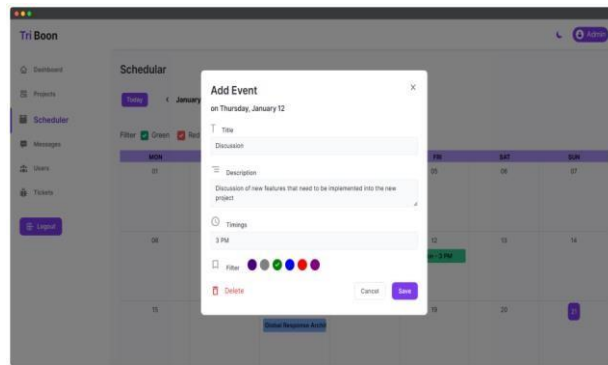 Tri Boon
Admin
Dashboard
Projects
Scheduler
Messages
Users
Tickets
Logout
Schedular
Today < January
Filter Green Red
MON FRI SAT SUN
01 05 06 07
08 12 13 14
- 3 PM
15 19 20 21
Global Response Archit
Add Event X
on Thursday, January 12
Title
Discussion
Description
Discussion of new features that need to be implemented into the new
project
Timings
3 PM
Filter
Delete Cancel Save